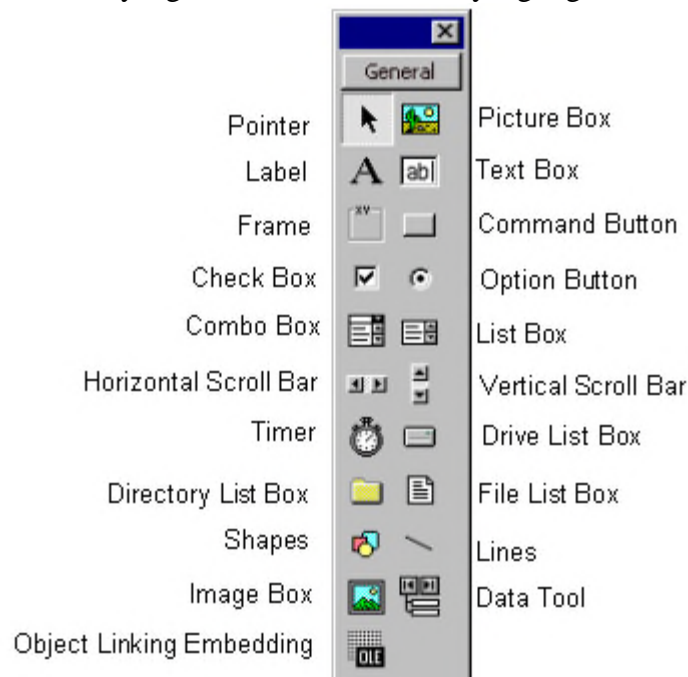 General
Pointer Picture Box
Label A ab Text Box
Frame XY Command Button
Check Box Option Button
Combo Box List Box
Horizontal Scroll Bar Vertical Scroll Bar
Timer Drive List Box
Directory List Box File List Box
Shapes Lines
Image Box Data Tool
Object Linking Embedding OLE